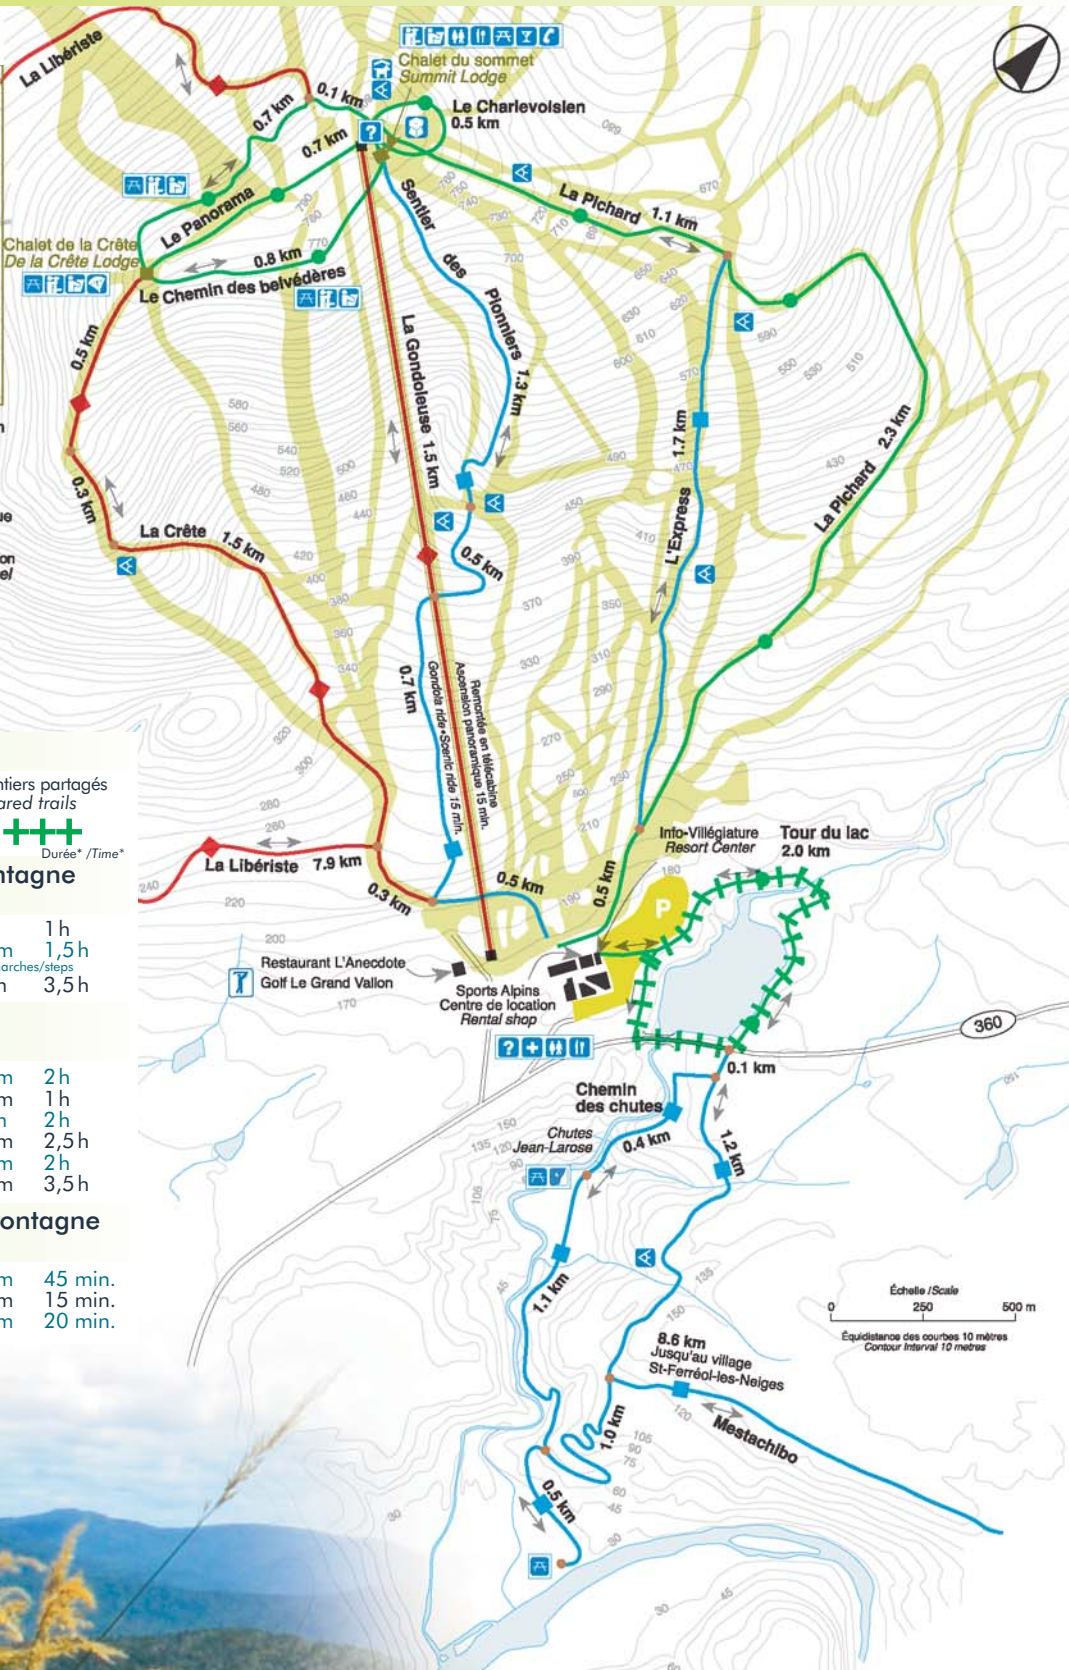 La Libériste
Chalet du sommet
Summit Lodge
0.1 km
0.7 km
Le Charlevoisien
0.5 km
0.7 km
Le Panorama
Sentier
des
Pionniers 1.3 km
La Pichard 1.1 km
Chalet de la Crête
De la Crête Lodge
0.8 km
Le Chemin des belvédères
0.5 km
La Gondoleuse 1.5 km
0.3 km
La Crête 1.5 km
0.5 km
1.7 km
L'Express
La Pichard 2.3 km
0.7 km
Remontée en télécabine
Ascension panoramique 15 min.
Gondola ride•Scenic ride 15 min.
ntiers partagés
ared trails
Durée* /Time*
ntagne
1 h
m 1,5 h
arches/steps
n 3,5 h
m 2 h
m 1 h
n 2 h
m 2,5 h
m 2 h
m 3,5 h
ontagne
m 45 min.
m 15 min.
m 20 min.
La Libériste 7.9 km
0.3 km
0.5 km
0.5 km
Info-Villégiature
Resort Center
Tour du lac
2.0 km
P
Restaurant L'Anecdote
Golf Le Grand Vallon
Sports Alpins
Centre de location
Rental shop
360
0.1 km
Chemin
des chutes
Chutes
Jean-Larose
0.4 km
1.2 km
1.1 km
Échelle /Scale
0 250 500 m
Équidistance des courbes 10 mètres
Contour Interval 10 metres
8.6 km
Jusqu'au village
St-Ferréol-les-Neiges
Mestachibo
1.0 km
0.5 km